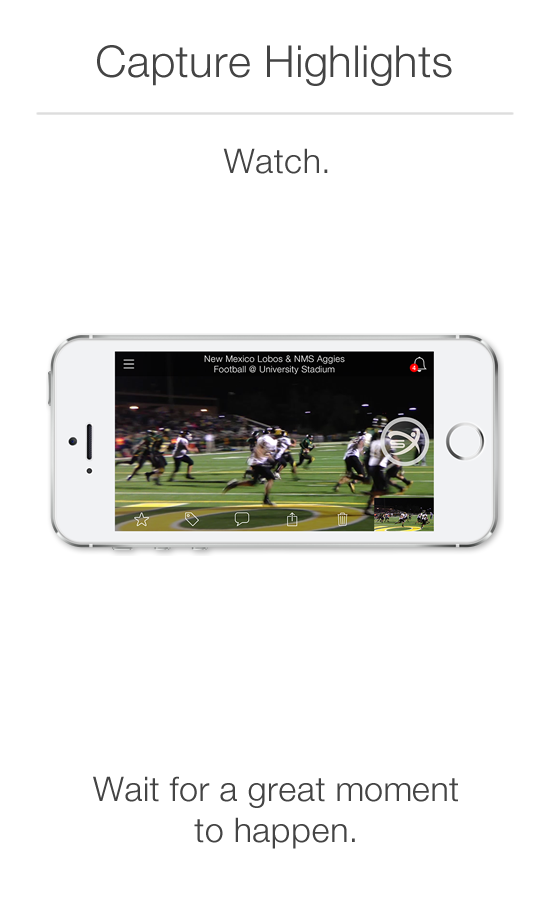 Capture Highlights
Watch.
New Mexico Lobos & NMS Aggies
Football @ University Stadium
4
Wait for a great moment
to happen.